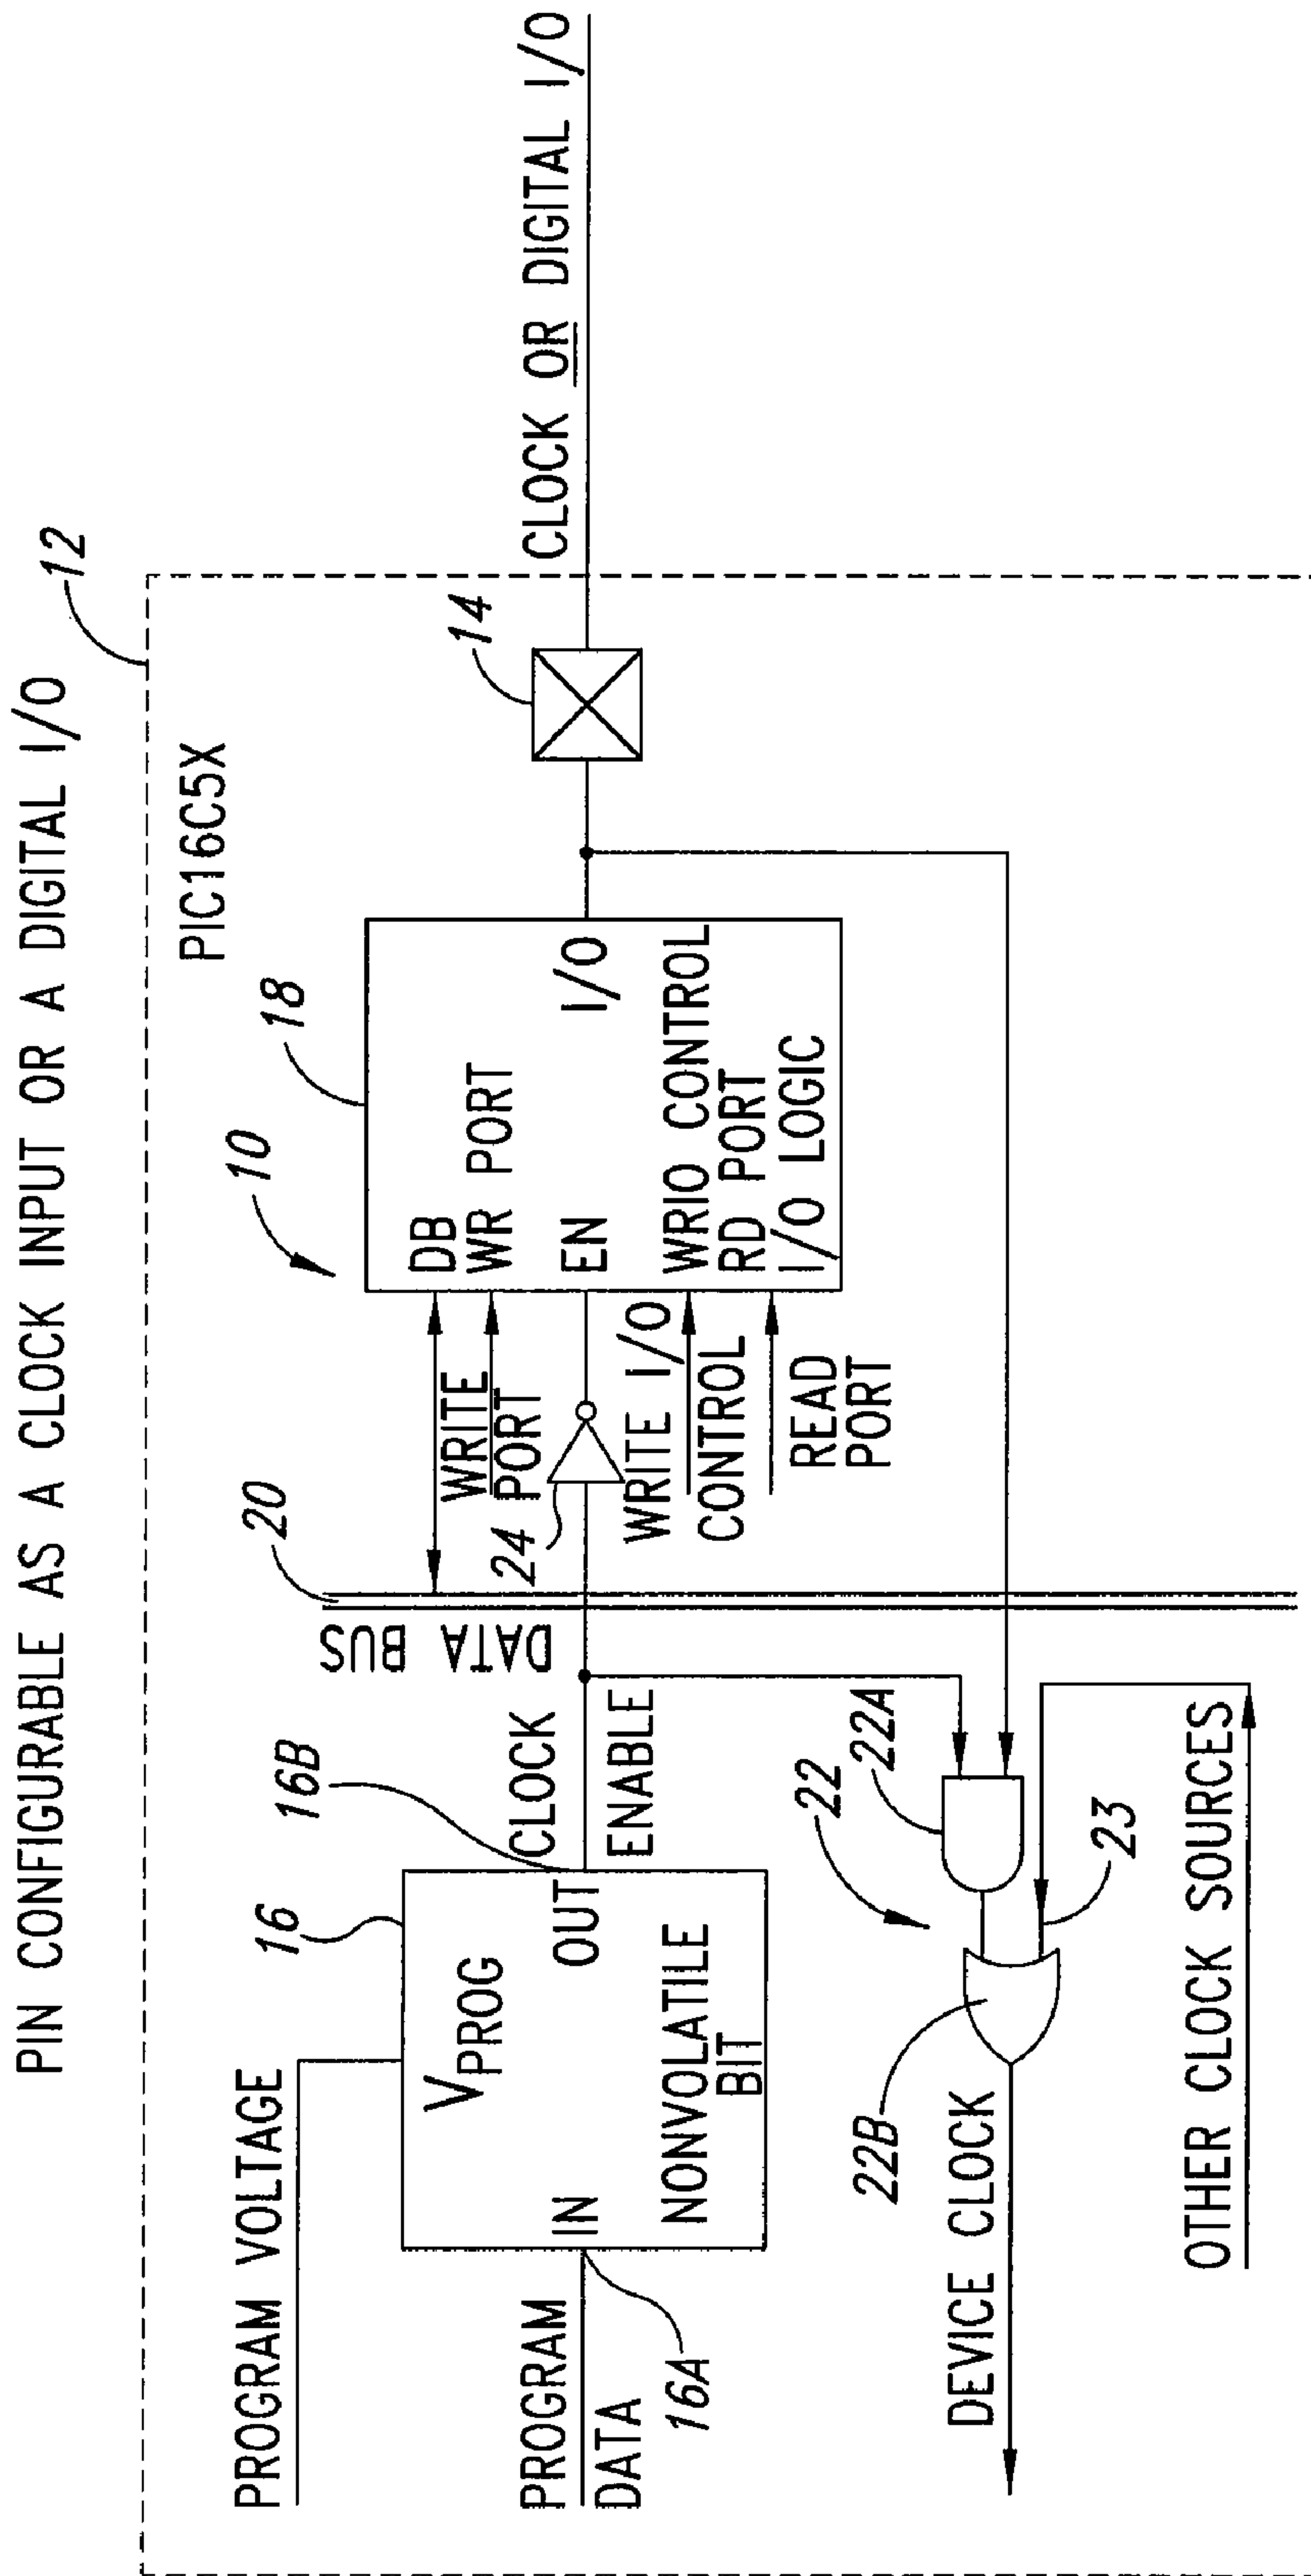 PIN CONFIGURABLE AS A CLOCK INPUT OR A DIGITAL I/O
12
PIC16C5X
PROGRAM VOLTAGE
16
VPROG
IN
OUT
NONVOLATILE
BIT
16A
16B
PROGRAM
DATA
CLOCK
ENABLE
DATA BUS
20
10
18
DB
WR PORT
EN
I/O
WRIO CONTROL
RD PORT
I/O LOGIC
WRITE
PORT
24
WRITE I/O
CONTROL
READ
PORT
14
CLOCK OR DIGITAL I/O
22
22A
22B
23
DEVICE CLOCK
OTHER CLOCK SOURCES